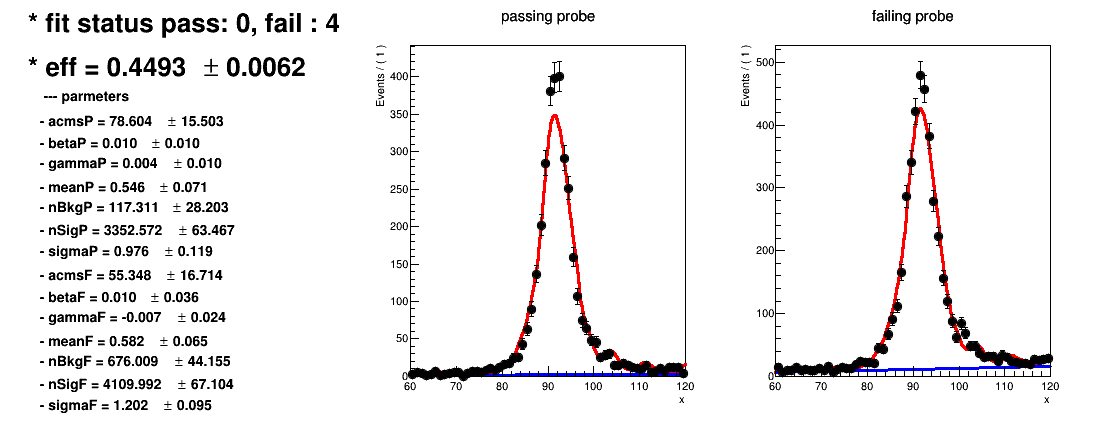 * fit status pass: 0, fail : 4
* eff = 0.4493 ± 0.0062
--- parmeters
- acmsP = 78.604 ± 15.503
- betaP = 0.010 ± 0.010
- gammaP = 0.004 ± 0.010
- meanP = 0.546 ± 0.071
- nBkgP = 117.311 ± 28.203
- nSigP = 3352.572 ± 63.467
- sigmaP = 0.976 ± 0.119
- acmsF = 55.348 ± 16.714
- betaF = 0.010 ± 0.036
- gammaF = -0.007 ± 0.024
- meanF = 0.582 ± 0.065
- nBkgF = 676.009 ± 44.155
- nSigF = 4109.992 ± 67.104
- sigmaF = 1.202 ± 0.095
passing probe
Events / ( 1 )
400
350
300
250
200
150
100
50
0
60 70 80 90 100 110 120
x
failing probe
Events / ( 1 )
500
400
300
200
100
0
60 70 80 90 100 110 120
x